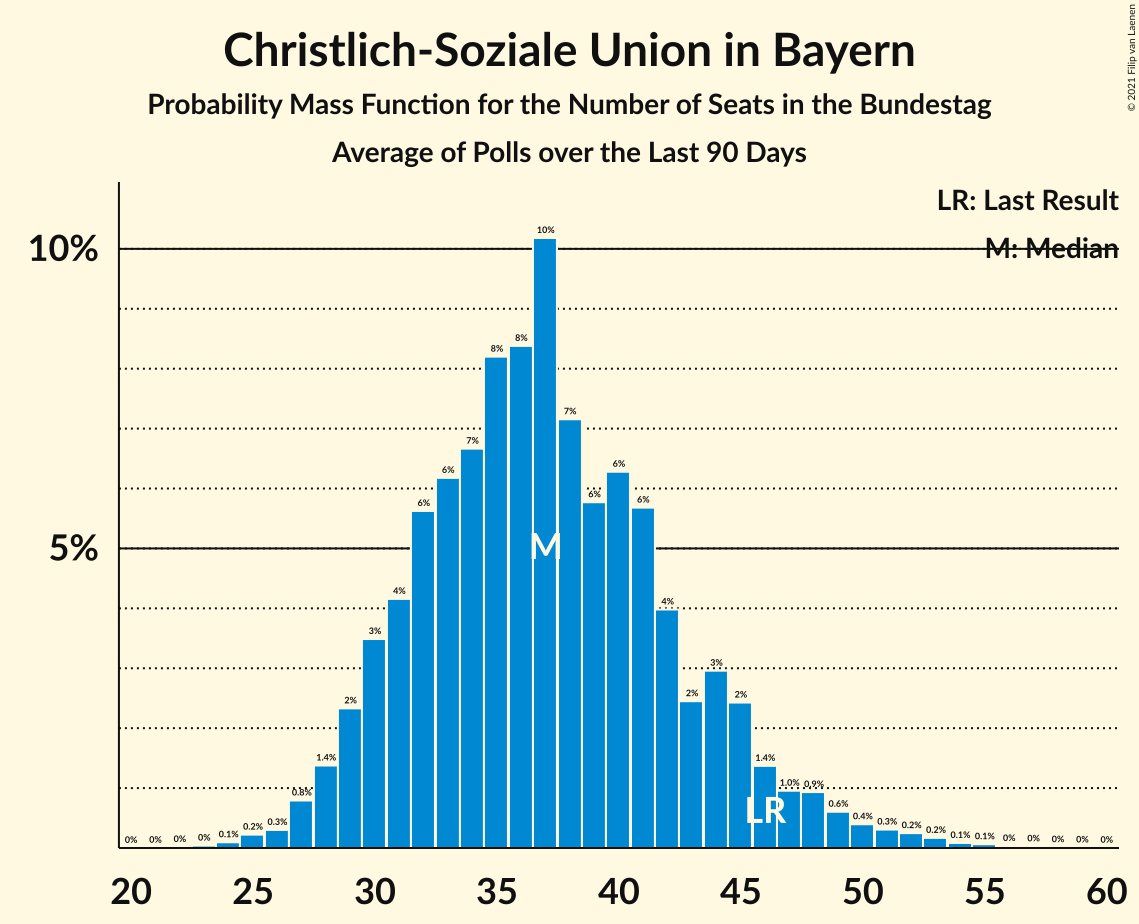 Christlich-Soziale Union in Bayern
Probability Mass Function for the Number of Seats in the Bundestag
Average of Polls over the Last 90 Days
© 2021 Filip van Laenen
LR: Last Result
M: Median
10%
5%
0% 0% 0% 0% 0.1% 0.2% 0.3% 0.8% 1.4% 2% 3% 4% 6% 6% 7% 8% 8% 10% 7% 6% 6% 6% 4% 2% 3% 2% 1.4% 1.0% 0.9% 0.6% 0.4% 0.3% 0.2% 0.2% 0.1% 0.1% 0% 0% 0% 0% 0%
M
LR
20 25 30 35 40 45 50 55 60